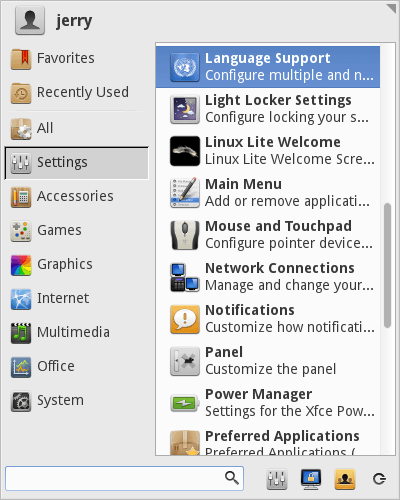 jerry
Favorites
Recently Used
All
Settings
Accessories
Games
Graphics
Internet
Multimedia
Office
System
Language Support
Configure multiple and n...
Light Locker Settings
Configure locking your s...
Linux Lite Welcome
Linux Lite Welcome Scre...
Main Menu
Add or remove applicati...
Mouse and Touchpad
Configure pointer device...
Network Connections
Manage and change your...
Notifications
Customize how notificati...
Panel
Customize the panel
Power Manager
Settings for the Xfce Pow...
Preferred Applications
Preferred Applications (